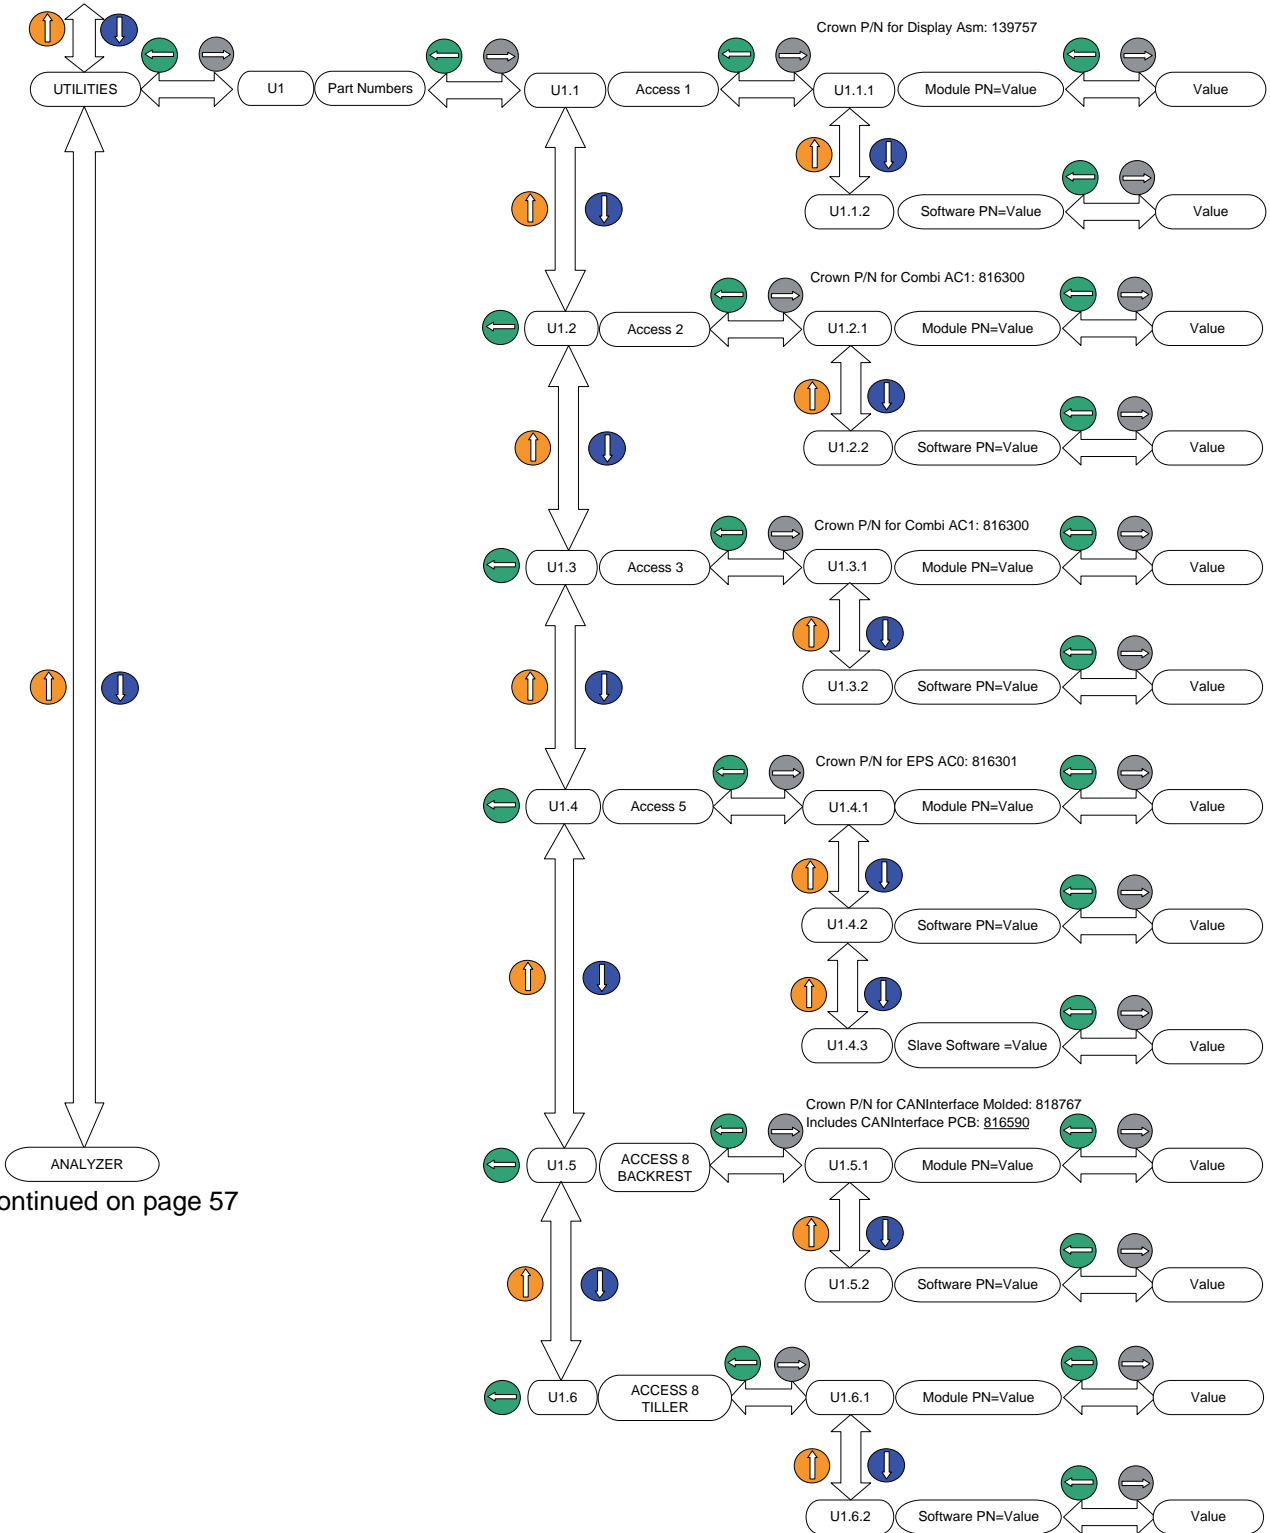 Crown P/N for Display Asm: 139757
UTILITIES
U1
Part Numbers
U1.1
Access 1
U1.1.1
Module PN=Value
Value
U1.1.2
Software PN=Value
Value
Crown P/N for Combi AC1: 816300
U1.2
Access 2
U1.2.1
Module PN=Value
Value
U1.2.2
Software PN=Value
Value
Crown P/N for Combi AC1: 816300
U1.3
Access 3
U1.3.1
Module PN=Value
Value
U1.3.2
Software PN=Value
Value
Crown P/N for EPS AC0: 816301
U1.4
Access 5
U1.4.1
Module PN=Value
Value
U1.4.2
Software PN=Value
Value
U1.4.3
Slave Software =Value
Value
Crown P/N for CANInterface Molded: 818767
Includes CANInterface PCB: 816590
ANALYZER
U1.5
ACCESS 8
BACKREST
U1.5.1
Module PN=Value
Value
ontinued on page 57
U1.5.2
Software PN=Value
Value
U1.6
ACCESS 8
TILLER
U1.6.1
Module PN=Value
Value
U1.6.2
Software PN=Value
Value